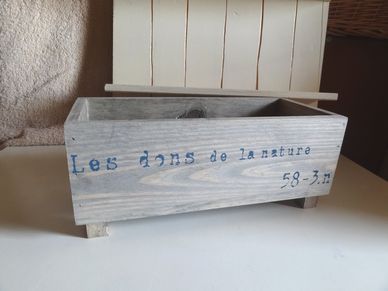 Les dons de la nature
58-3.n